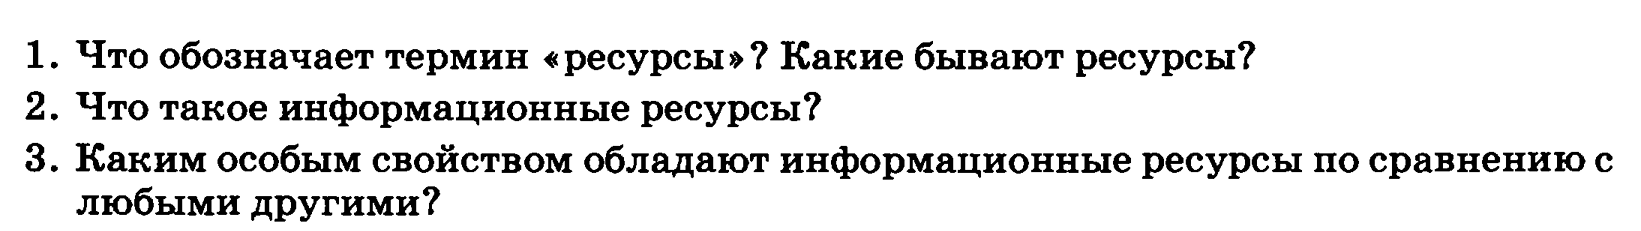 1. Что обозначает термин «ресурсы»? Какие бывают ресурсы?
2. Что такое информационные ресурсы?
3. Каким особым свойством обладают информационные ресурсы по сравнению с
любыми другими?